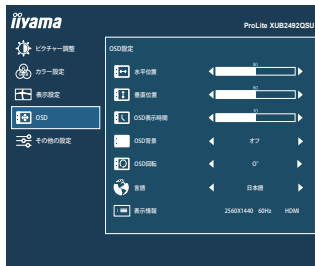 iiyama
ProLite XUB2492QSU
ピクチャー調整
カラー設定
表示設定
OSD
その他の設定
OSD設定
水平位置
50
垂直位置
50
OSD表示時間
10
OSD背景
オフ
OSD回転
0°
言語
日本語
表示情報
2560X1440 60Hz HDMI